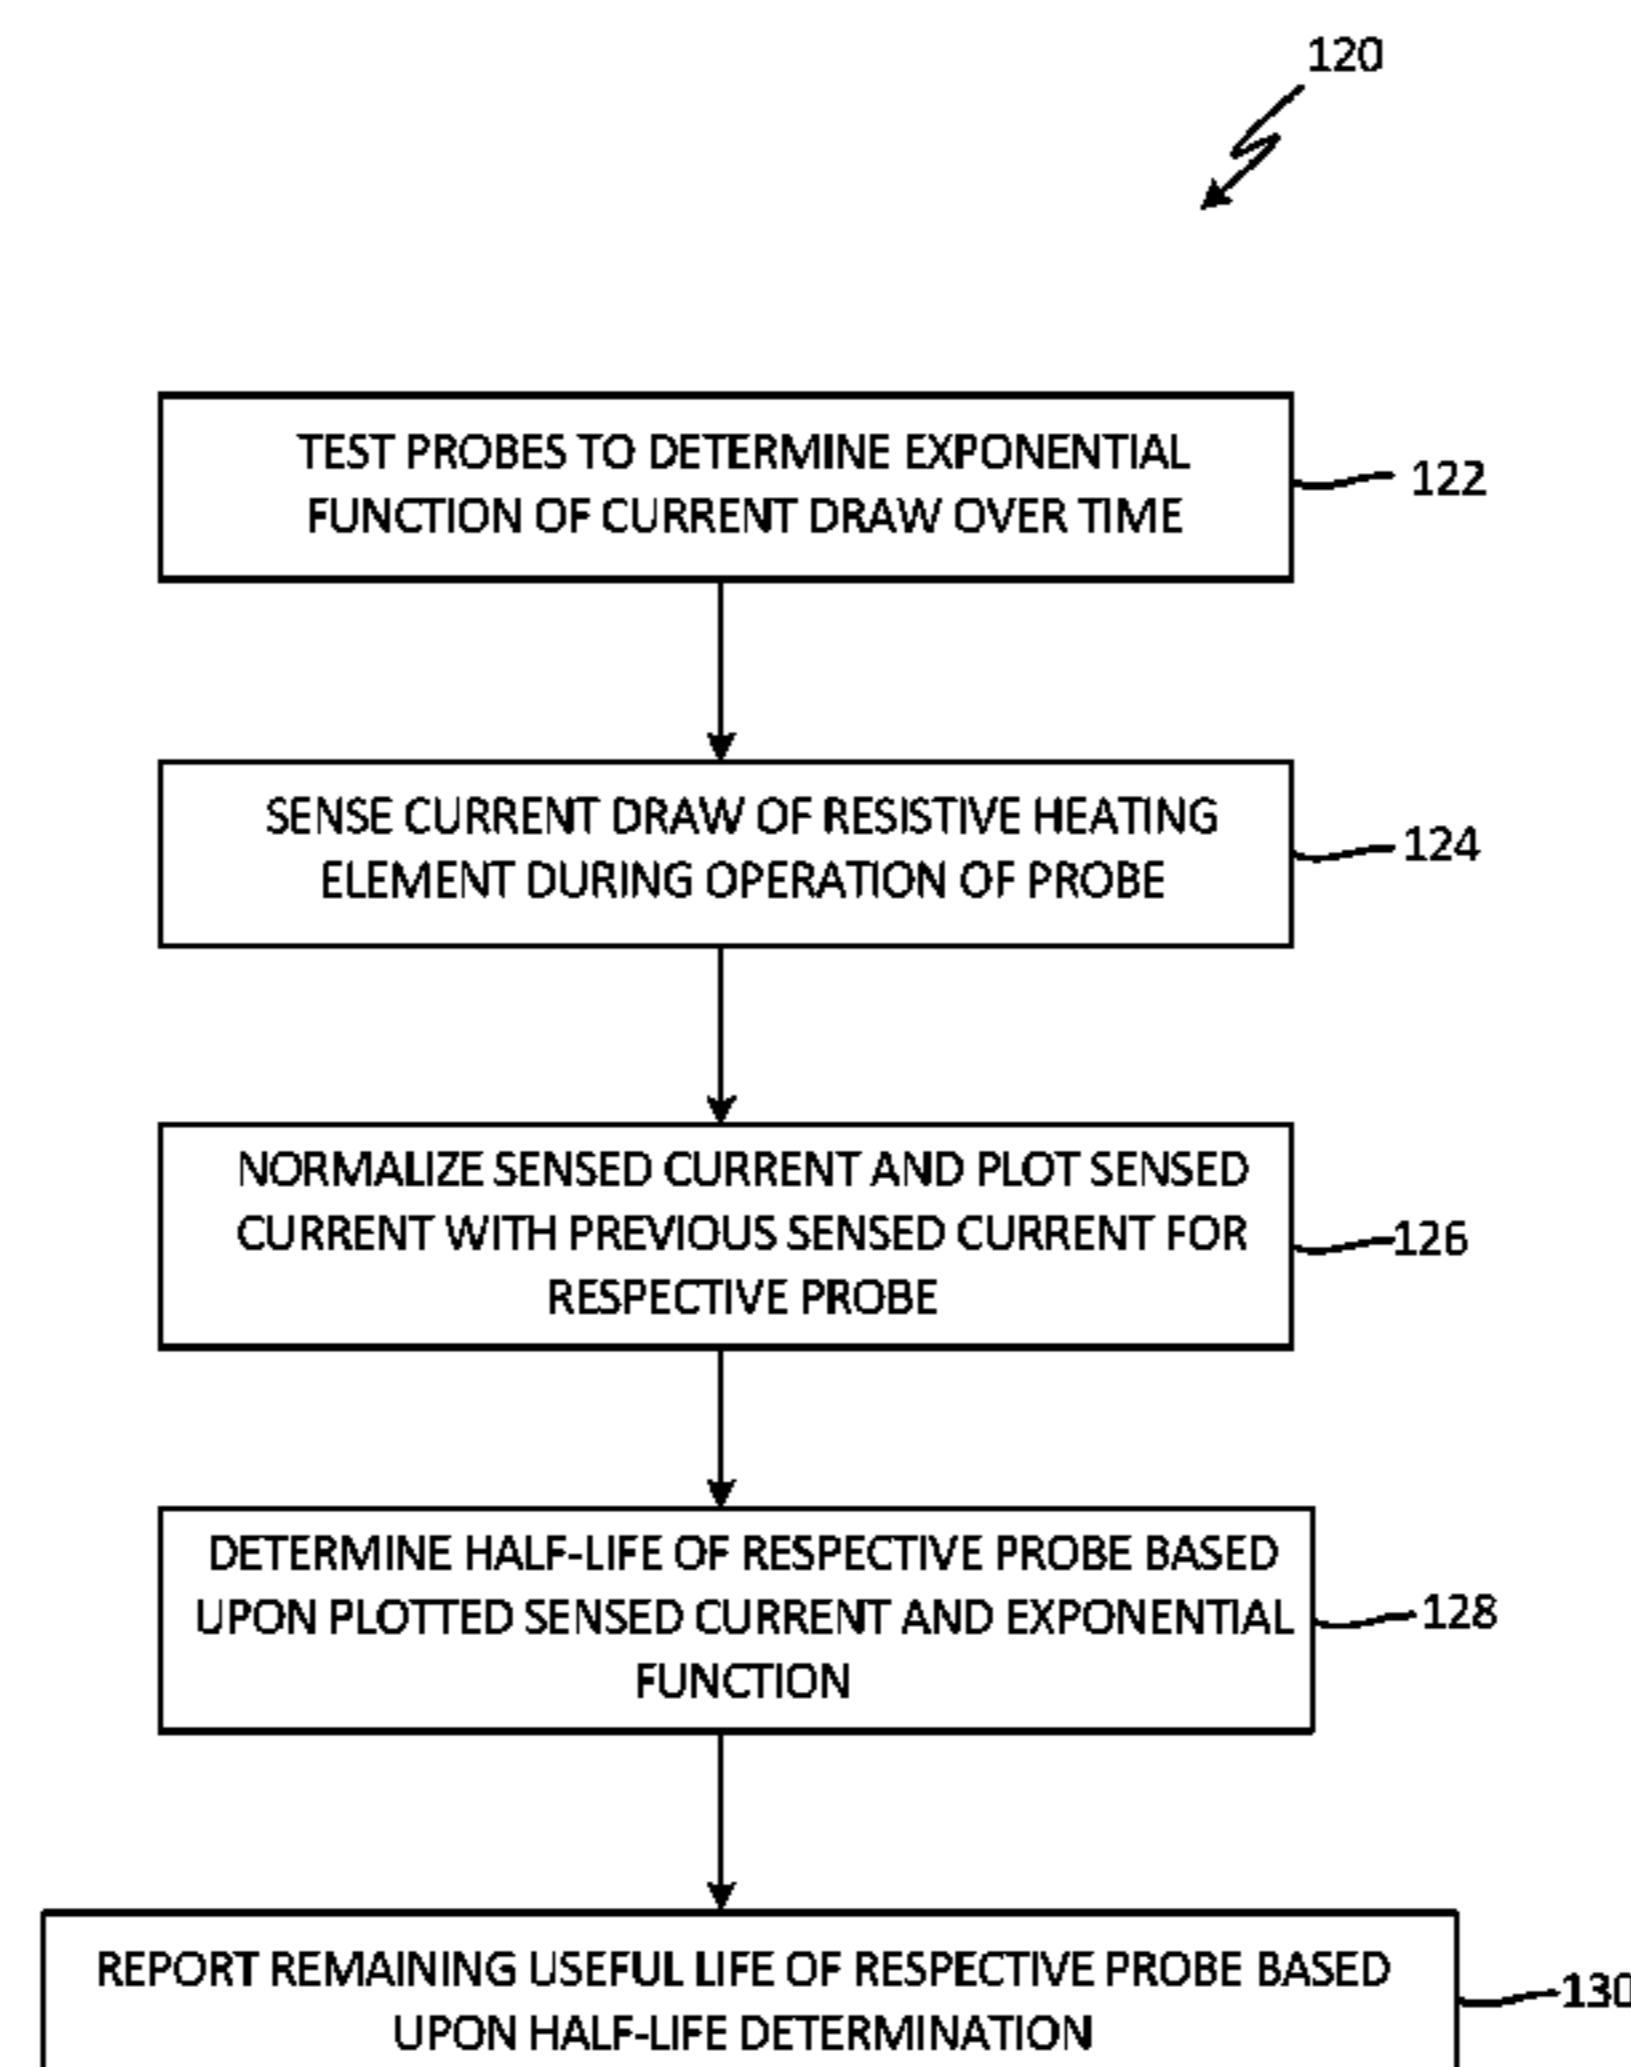 120
TEST PROBES TO DETERMINE EXPONENTIAL
FUNCTION OF CURRENT DRAW OVER TIME
122
SENSE CURRENT DRAW OF RESISTIVE HEATING
ELEMENT DURING OPERATION OF PROBE
124
NORMALIZE SENSED CURRENT AND PLOT SENSED
CURRENT WITH PREVIOUS SENSED CURRENT FOR
RESPECTIVE PROBE
126
DETERMINE HALF-LIFE OF RESPECTIVE PROBE BASED
UPON PLOTTED SENSED CURRENT AND EXPONENTIAL
FUNCTION
128
REPORT REMAINING USEFUL LIFE OF RESPECTIVE PROBE BASED
UPON HALF-LIFE DETERMINATION
130